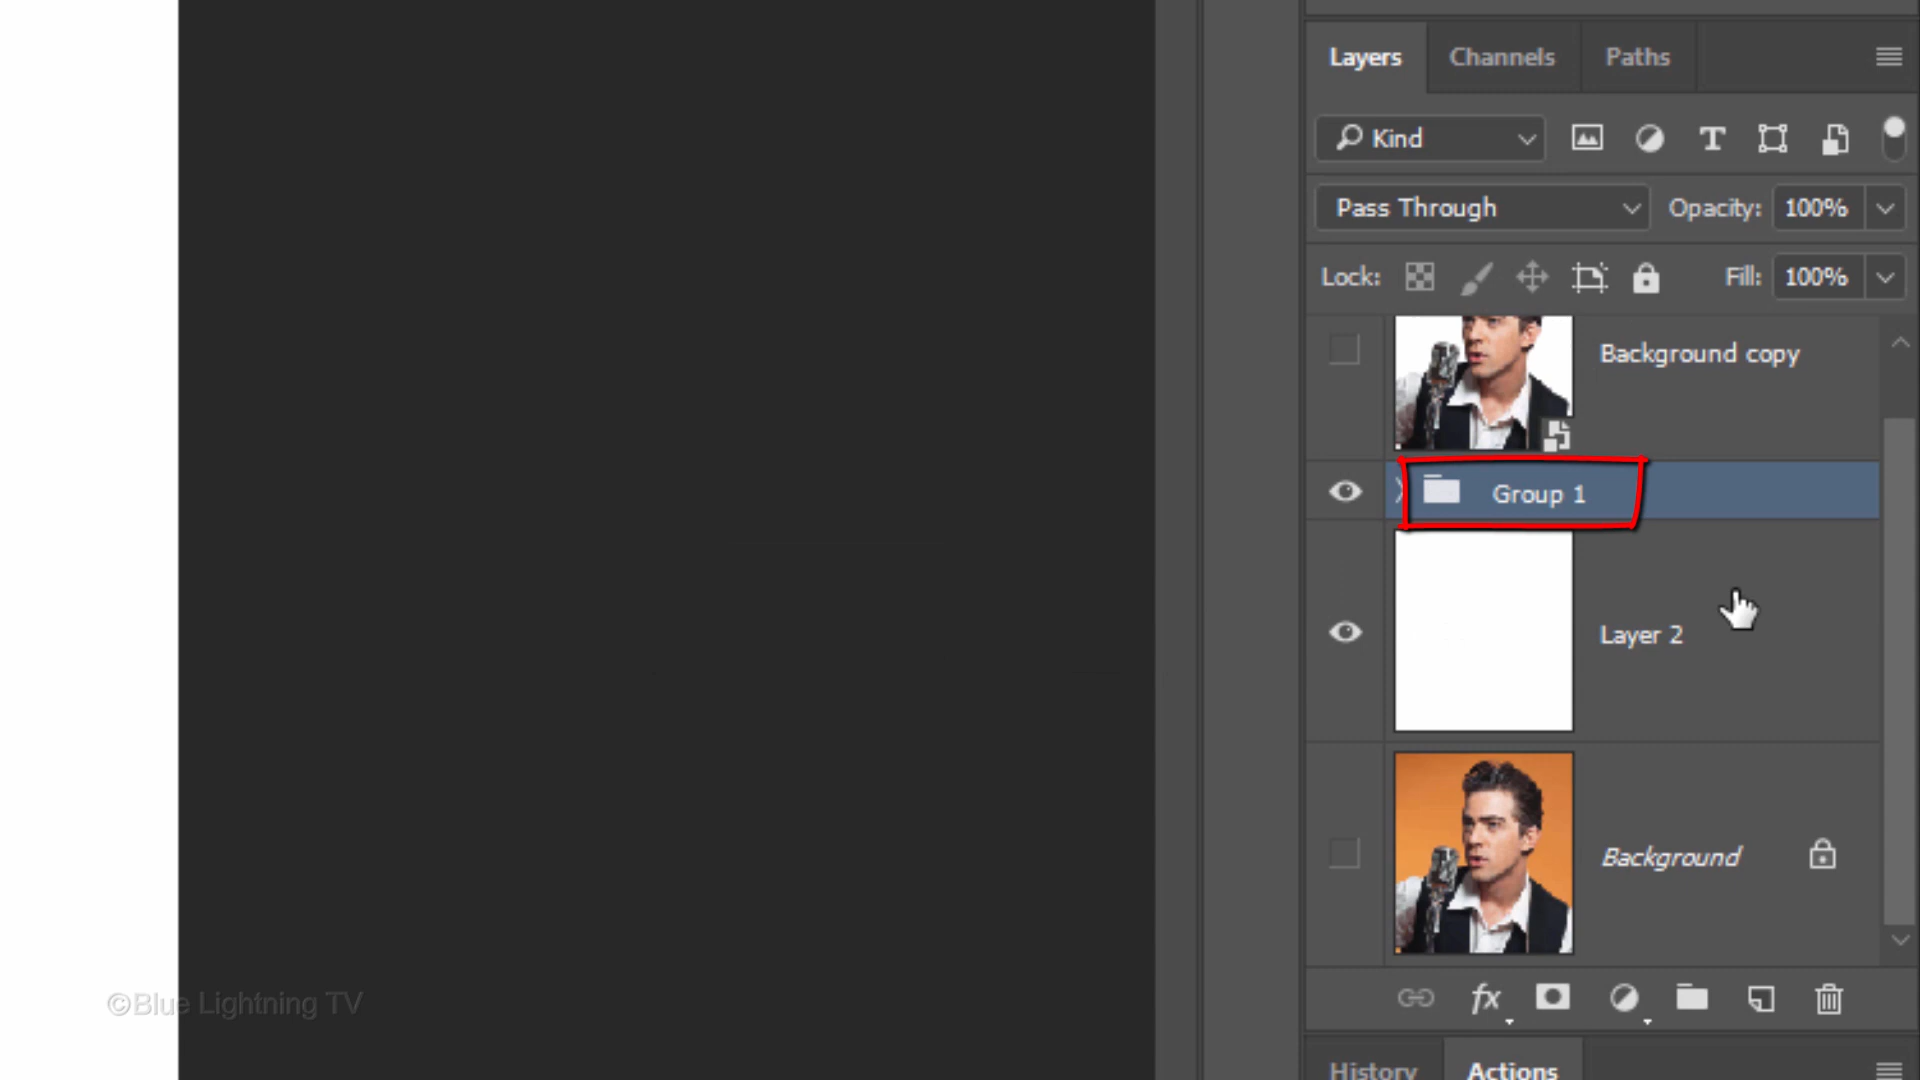 Layers Channels Paths
Kind
Pass Through Opacity: 100%
Lock: Fill: 100%
Background copy
Group 1
Layer 2
Background
fx
©Blue Lightning TV
History Actions